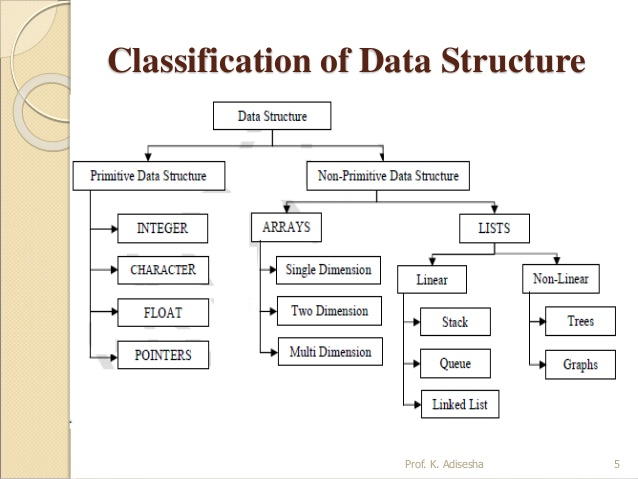 Classification of Data Structure
Data Structure
Primitive Data Structure
Non-Primitive Data Structure
INTEGER
CHARACTER
FLOAT
POINTERS
ARRAYS
Single Dimension
Two Dimension
Multi Dimension
LISTS
Linear
Stack
Queue
Linked List
Non-Linear
Trees
Graphs
Prof. K. Adisesha
5